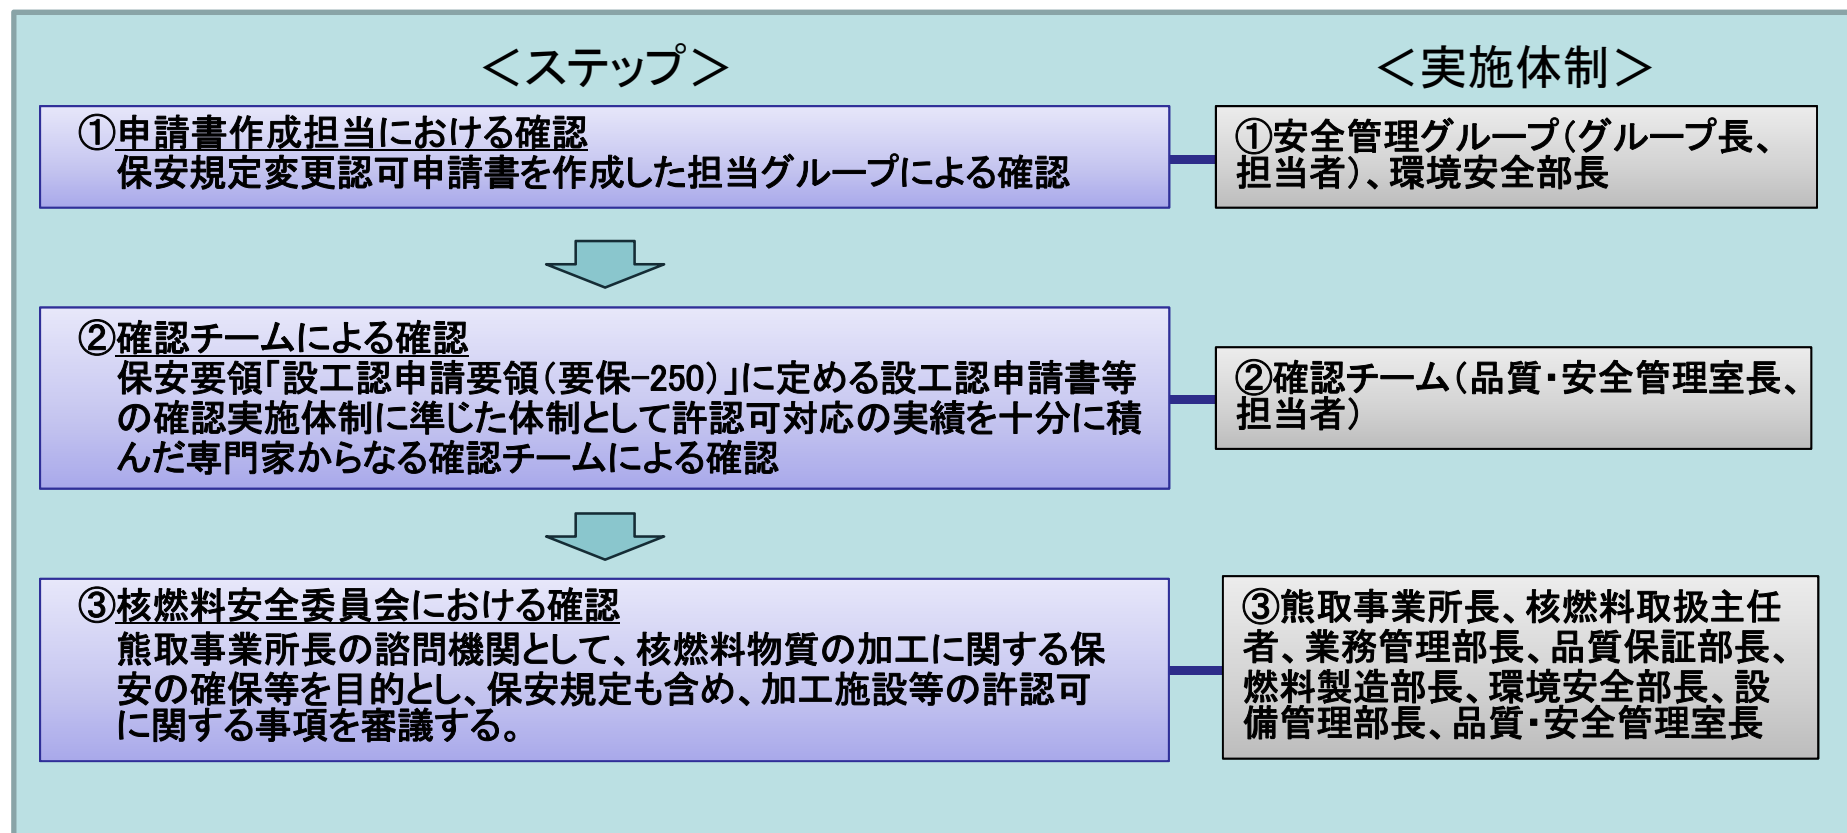 ＜ステップ＞
＜実施体制＞
①申請書作成担当における確認
保安規定変更認可申請書を作成した担当グループによる確認
①安全管理グループ（グループ長、
担当者）、環境安全部長
②確認チームによる確認
保安要領「設工認申請要領（要保−250）」に定める設工認申請書等
の確認実施体制に準じた体制として許認可対応の実績を十分に積
んだ専門家からなる確認チームによる確認
②確認チーム（品質・安全管理室長、
担当者）
③核燃料安全委員会における確認
熊取事業所長の諮問機関として、核燃料物質の加工に関する保
安の確保等を目的とし、保安規定も含め、加工施設等の許認可
に関する事項を審議する。
③熊取事業所長、核燃料取扱主任
者、業務管理部長、品質保証部長、
燃料製造部長、環境安全部長、設
備管理部長、品質・安全管理室長